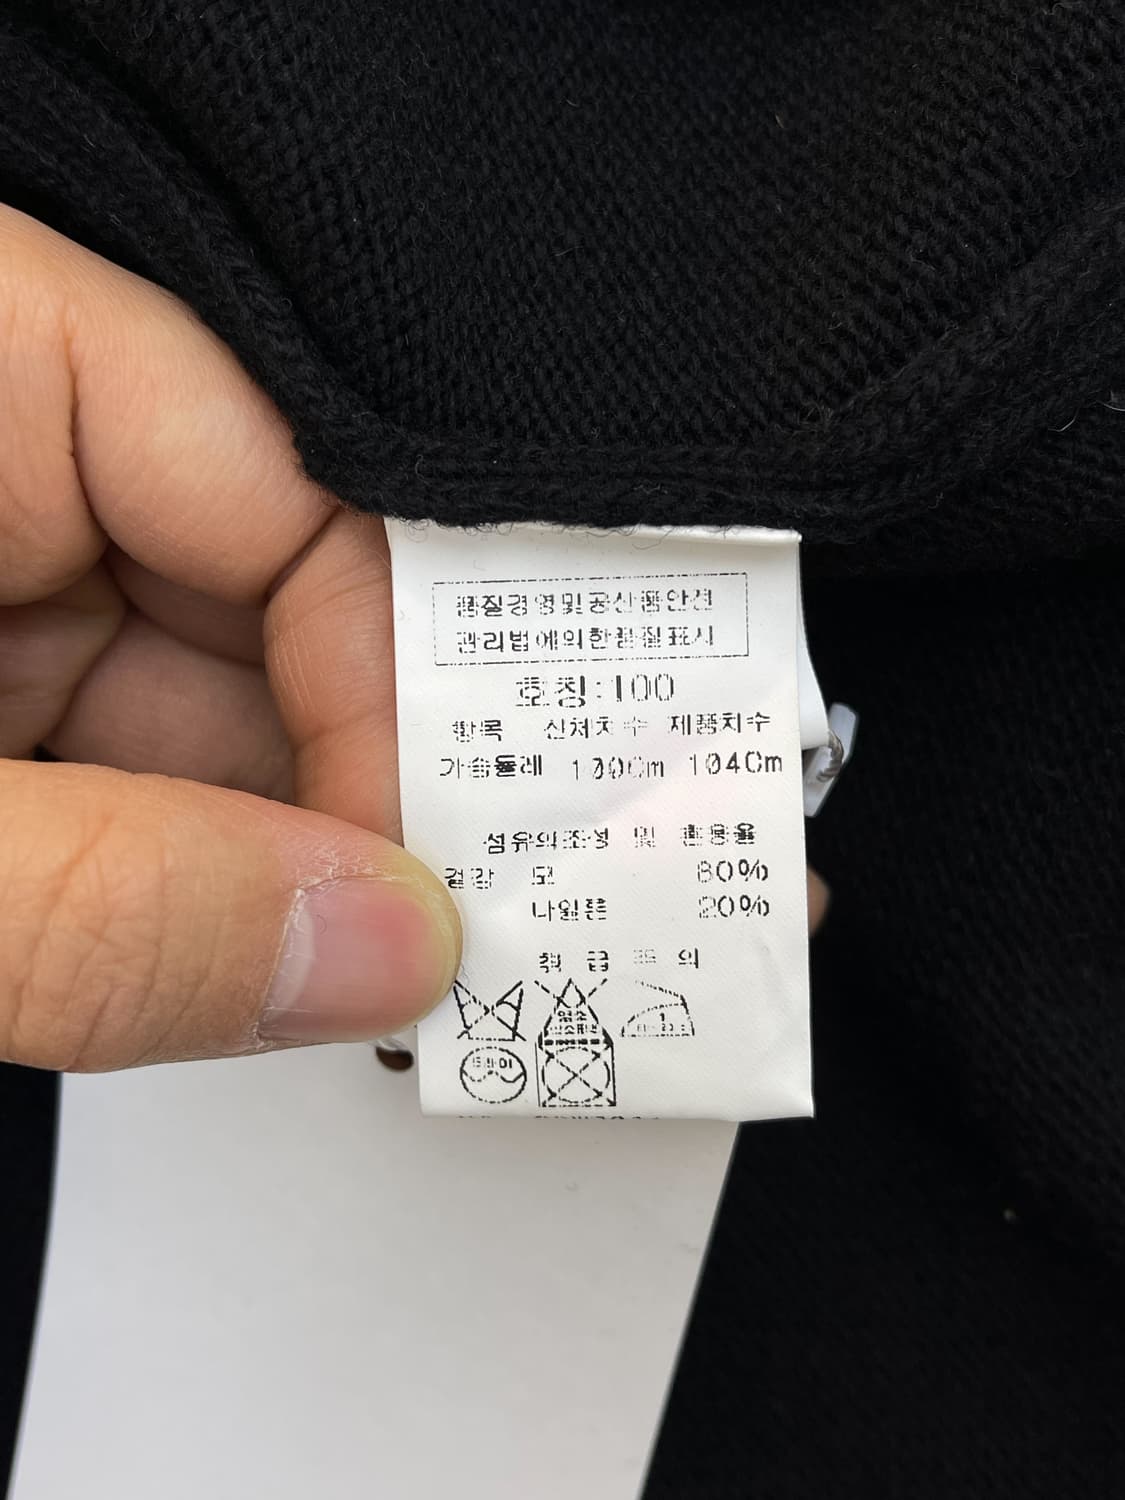 품질경영및공산품안전
관리법에의한품질표시
호칭:100
항목 신체치수 제품치수
가슴둘레 100Cm 104Cm
섬유의조성 및 혼용율
겉감 모 80%
나일론 20%
취급 주의
드라이